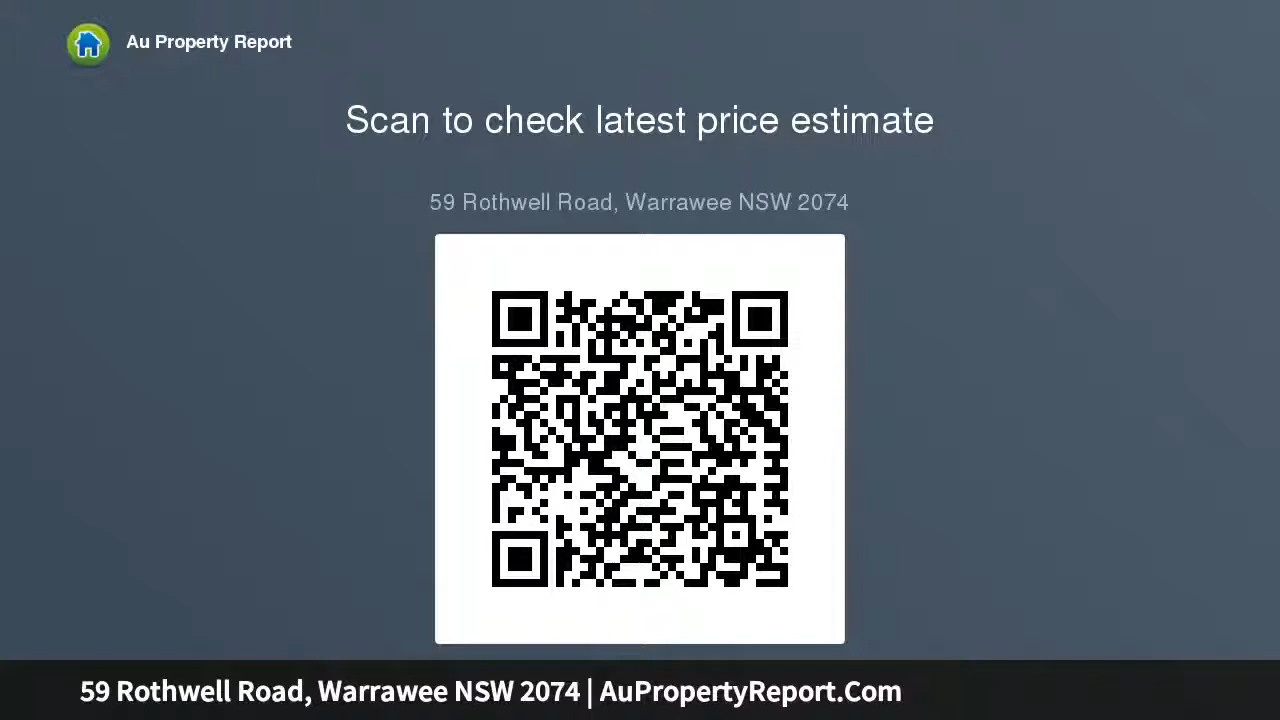 Au Property Report
Scan to check latest price estimate
59 Rothwell Road, Warrawee NSW 2074
59 Rothwell Road, Warrawee NSW 2074 | AuPropertyReport.Com